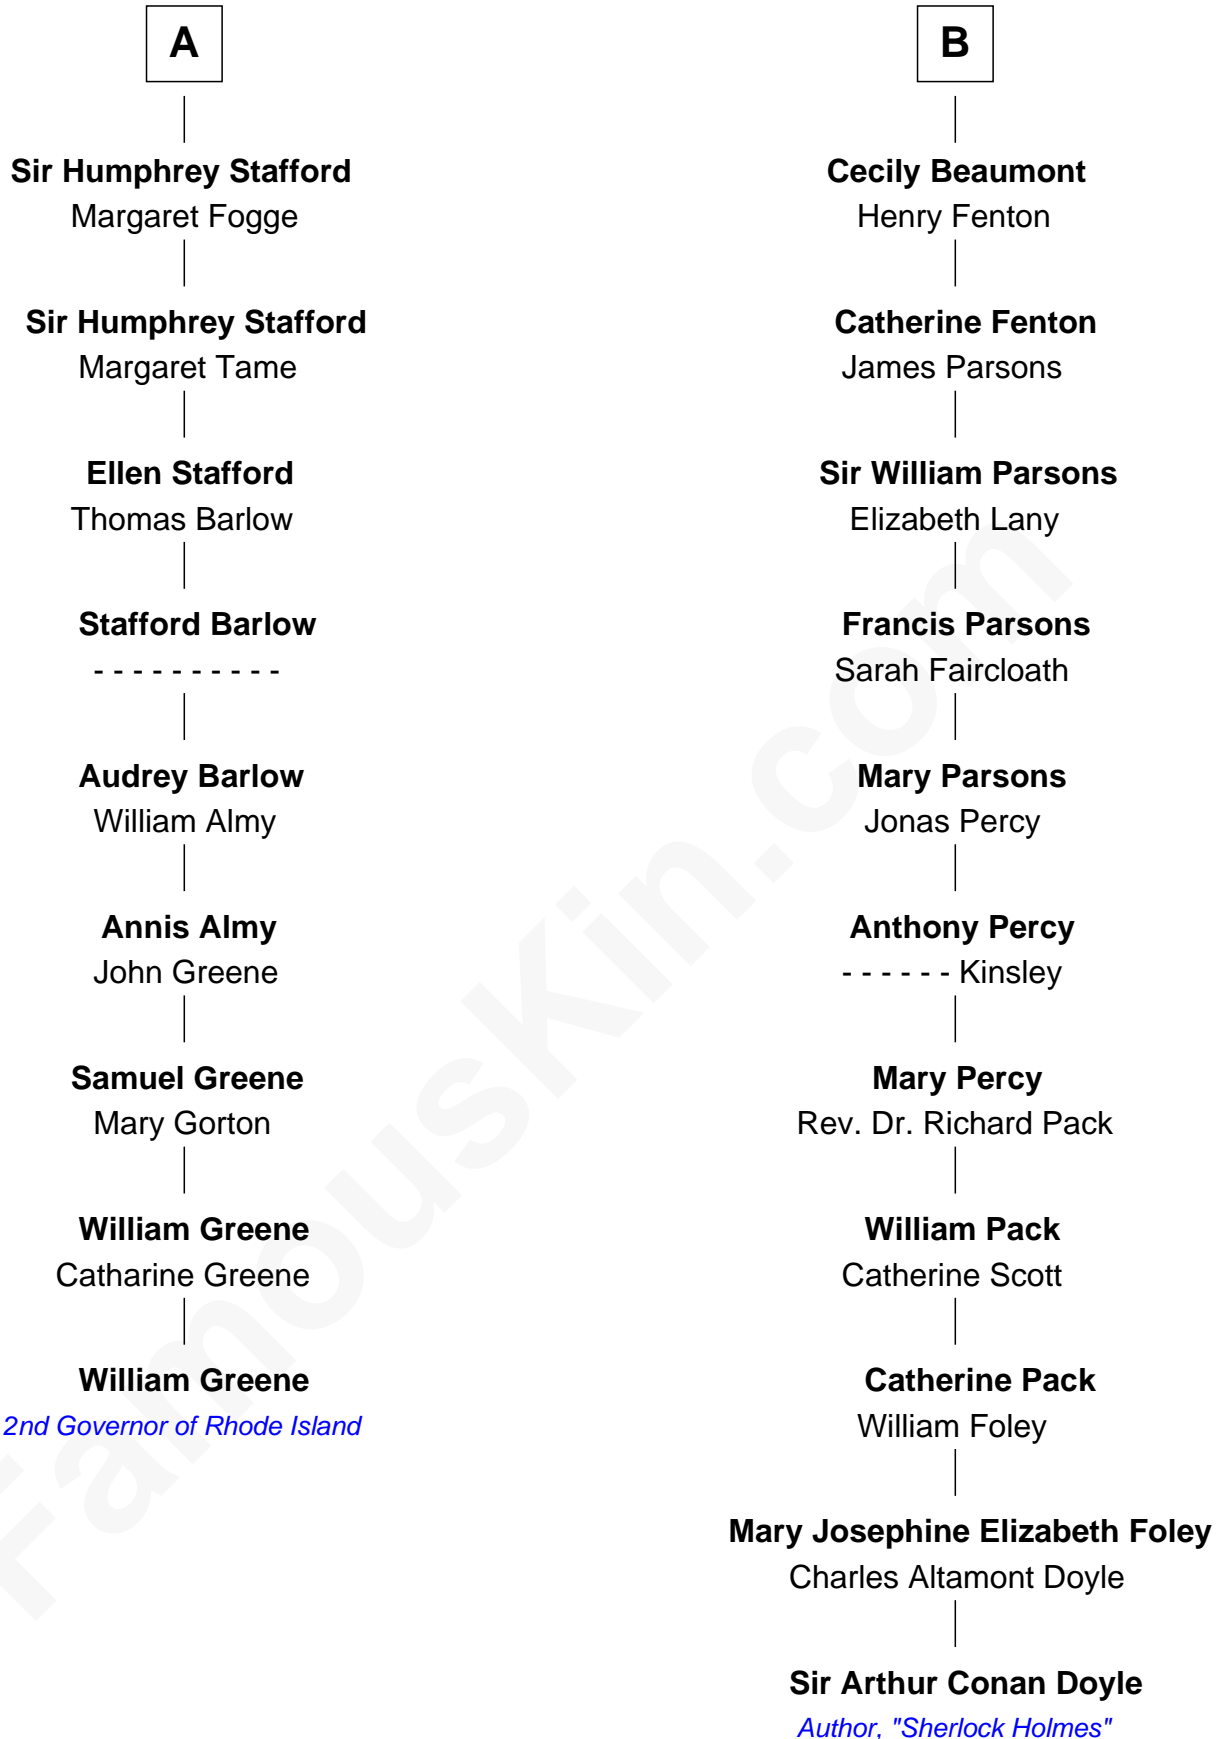 A
Sir Humphrey Stafford
Margaret Fogge
Sir Humphrey Stafford
Margaret Tame
Ellen Stafford
Thomas Barlow
Stafford Barlow
- - - - - - - - - -
Audrey Barlow
William Almy
Annis Almy
John Greene
Samuel Greene
Mary Gorton
William Greene
Catharine Greene
William Greene
2nd Governor of Rhode Island
B
Cecily Beaumont
Henry Fenton
Catherine Fenton
James Parsons
Sir William Parsons
Elizabeth Lany
Francis Parsons
Sarah Faircloath
Mary Parsons
Jonas Percy
Anthony Percy
- - - - - - Kinsley
Mary Percy
Rev. Dr. Richard Pack
William Pack
Catherine Scott
Catherine Pack
William Foley
Mary Josephine Elizabeth Foley
Charles Altamont Doyle
Sir Arthur Conan Doyle
Author, "Sherlock Holmes"
FamousKin.com